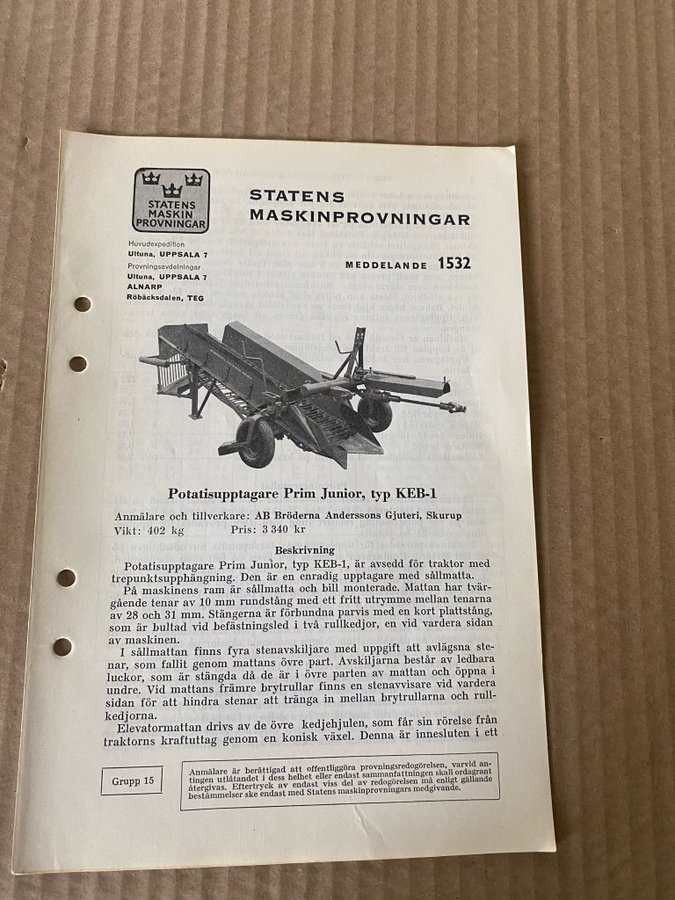 STATENS
MASKIN
PROVNINGAR
STATENS
MASKINPROVNINGAR
Huvudexpedition
Ultuna, UPPSALA 7
Provningsavdelningar
Ultuna, UPPSALA 7
ALNARP
Röbäcksdalen, TEG
MEDDELANDE 1532
Potatisupptagare Prim Junior, typ KEB-1
Anmälare och tillverkare: AB Bröderna Anderssons Gjuteri, Skurup
Vikt: 402 kg Pris: 3 340 kr
Beskrivning
Potatisupptagare Prim Junior, typ KEB-1, är avsedd för traktor med
trepunktsupphängning. Den är en enradig upptagare med sållmatta.
På maskinens ram är sållmatta och bill monterade. Mattan har tvär-
gående tenar av 10 mm rundstång med ett fritt utrymme mellan tenarna
av 28 och 31 mm. Stängerna är förbundna parvis med en kort plattstång,
som är bultad vid befästningsled i två rullkedjor, en vid vardera sidan
av maskinen.
I sållmattan finns fyra stenavskiljare med uppgift att avlägsna ste-
nar, som fallit genom mattans övre part. Avskiljarna består av ledbara
luckor, som är stängda då de är i övre parten av mattan och öppna i
undre. Vid mattans främre brytrullar finns en stenavvisare vid vardera
sidan för att hindra stenar att tränga in mellan brytrullarna och rull-
kedjorna.
Elevatormattan drivs av de övre kedjehjulen, som får sin rörelse från
traktorns kraftuttag genom en konisk växel. Denna är innesluten i ett
Grupp 15
Anmälare är berättigad att offentliggöra provningsredogörelsen, varvid an-
tingen utlåtandet i dess helhet eller endast sammanfattningen skall ordagrant
återgivas. Eftertryck av endast viss del av redogörelsen må enligt gällande
bestämmelser ske endast med Statens maskinprovningars medgivande.